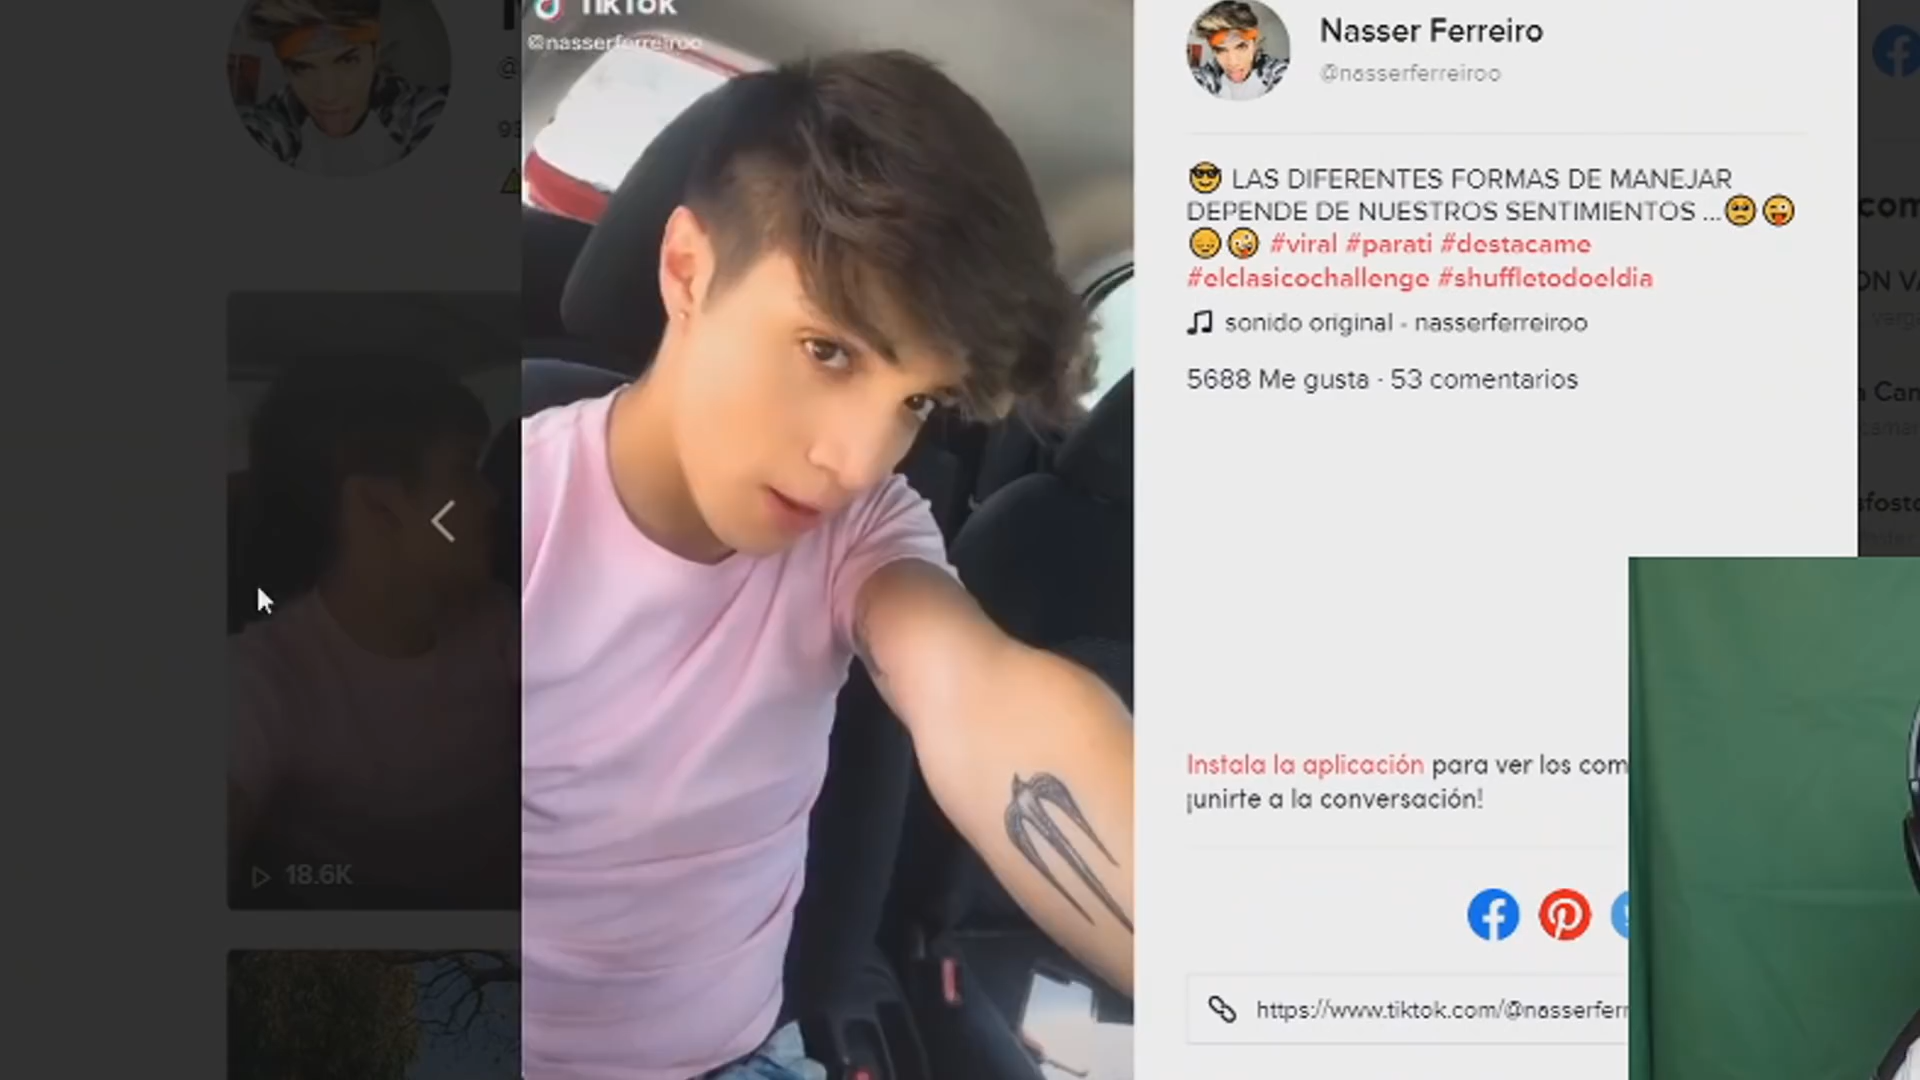 TikTok
@nasserferreiroo
Nasser Ferreiro
@nasserferreiroo
😎 LAS DIFERENTES FORMAS DE MANEJAR
DEPENDE DE NUESTROS SENTIMIENTOS ...🥺😜
😞🤪 #viral #parati #destacame
#elclasicochallenge #shuffletodoeldia
sonido original - nasserferreiroo
5688 Me gusta · 53 comentarios
Instala la aplicación para ver los com
¡unirte a la conversación!
https://www.tiktok.com/@nasserferr
18.6K
com